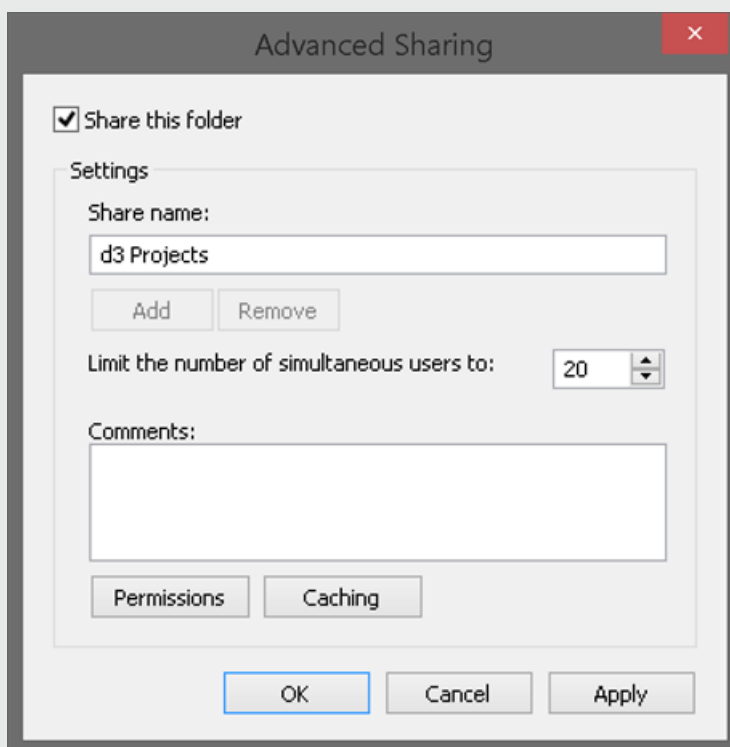 Advanced Sharing
Share this folder
Settings
Share name:
d3 Projects
Add Remove
Limit the number of simultaneous users to: 20
Comments:
Permissions Caching
OK Cancel Apply